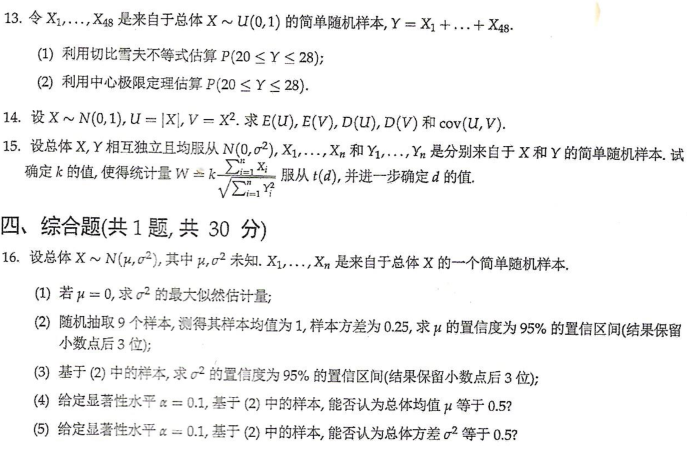 13. 令 X₁,…,X₄₈ 是来自于总体 X ∼ U(0,1) 的简单随机样本, Y = X₁ + … + X₄₈.
(1) 利用切比雪夫不等式估算 P(20 ≤ Y ≤ 28);
(2) 利用中心极限定理估算 P(20 ≤ Y ≤ 28).
14. 设 X ∼ N(0,1), U = |X|, V = X². 求 E(U), E(V), D(U), D(V) 和 cov(U, V).
15. 设总体 X, Y 相互独立且均服从 N(0,σ²), X₁,…,Xₙ 和 Y₁,…,Yₙ 是分别来自于 X 和 Y 的简单随机样本. 试
确定 k 的值, 使得统计量 W = k \frac{\sum_{i=1}^{n} X_i}{\sqrt{\sum_{i=1}^{n} Y_i^2}} 服从 t(d), 并进一步确定 d 的值.
四、综合题(共 1 题, 共 30 分)
16. 设总体 X ∼ N(μ,σ²), 其中 μ,σ² 未知. X₁,…,Xₙ 是来自于总体 X 的一个简单随机样本.
(1) 若 μ = 0, 求 σ² 的最大似然估计量;
(2) 随机抽取 9 个样本, 测得其样本均值为 1, 样本方差为 0.25, 求 μ 的置信度为 95% 的置信区间(结果保留
小数点后 3 位);
(3) 基于 (2) 中的样本, 求 σ² 的置信度为 95% 的置信区间(结果保留小数点后 3 位);
(4) 给定显著性水平 α = 0.1, 基于 (2) 中的样本, 能否认为总体均值 μ 等于 0.5?
(5) 给定显著性水平 α = 0.1, 基于 (2) 中的样本, 能否认为总体方差 σ² 等于 0.5?